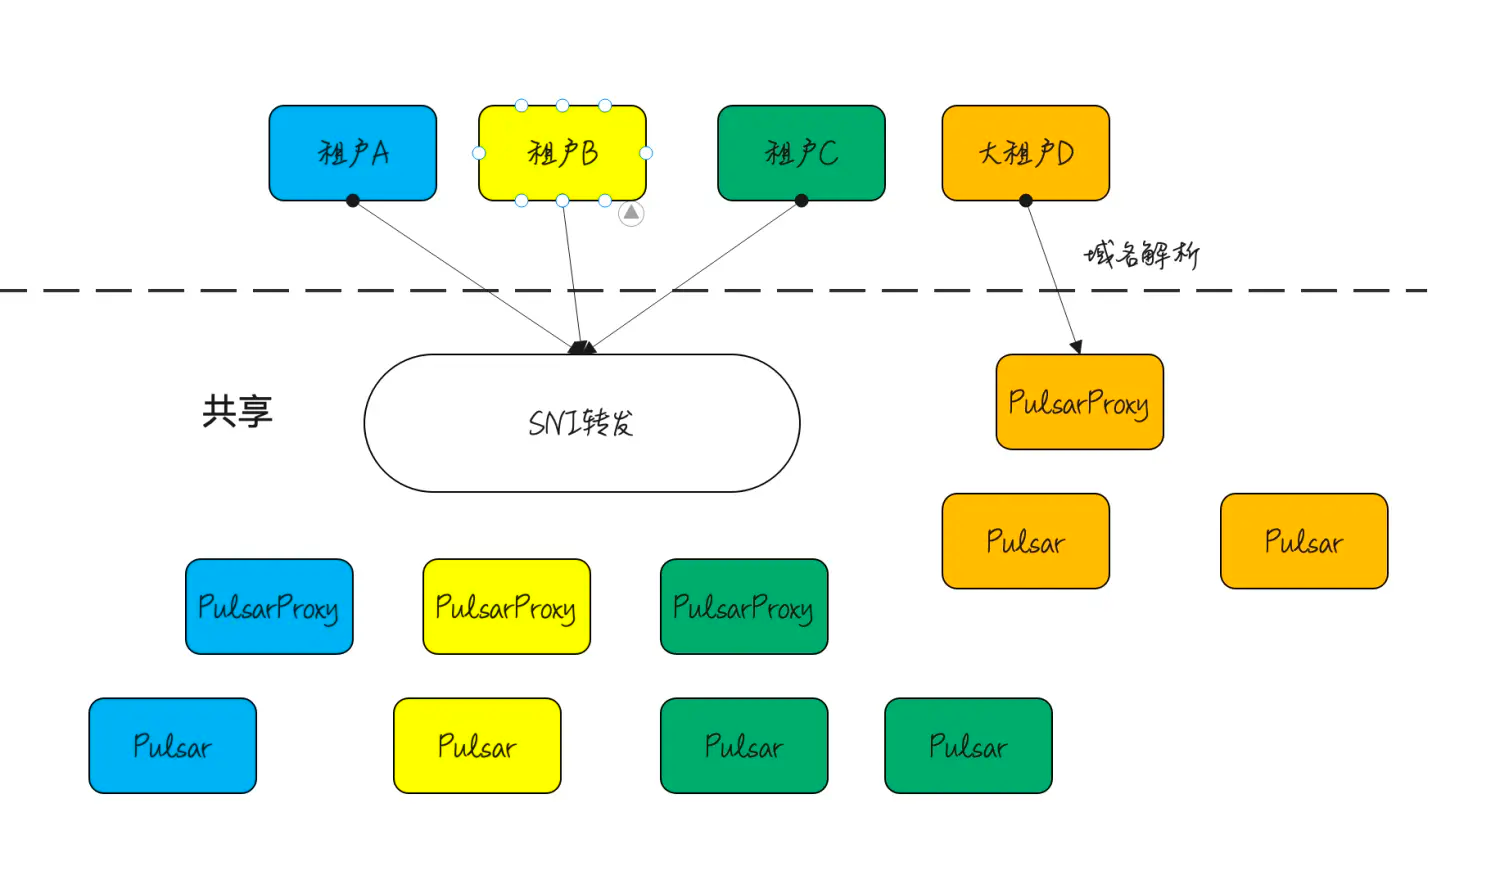 租户A
租户B
租户C
大租户D
域名解析
共享
SNI转发
PulsarProxy
Pulsar
Pulsar
PulsarProxy
PulsarProxy
PulsarProxy
Pulsar
Pulsar
Pulsar
Pulsar